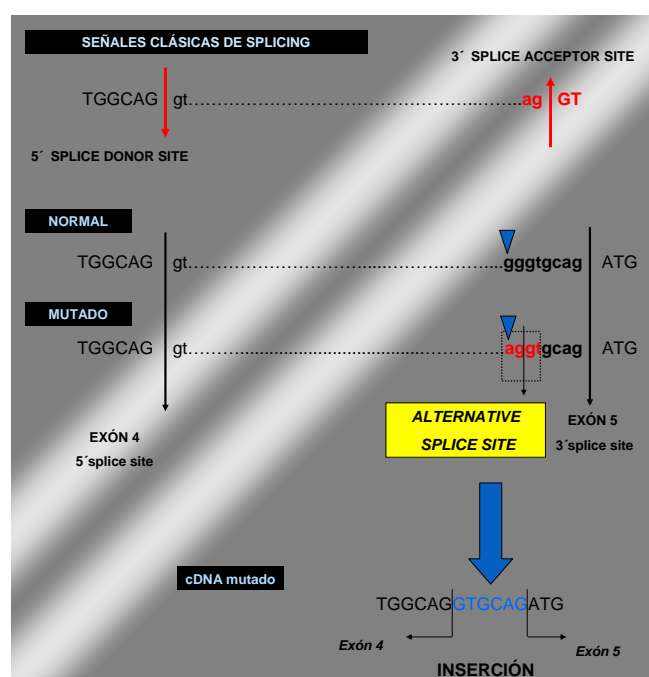 SEÑALES CLÁSICAS DE SPLICING
3´ SPLICE ACCEPTOR SITE
TGGCAG gt……………………………………………...ag GT
5´ SPLICE DONOR SITE
NORMAL
TGGCAG gt……………………………………………...gggtgcag ATG
MUTADO
TGGCAG gt……………………………………………...aggtgcag ATG
ALTERNATIVE
SPLICE SITE
EXÓN 5
3´splice site
EXÓN 4
5´splice site
cDNA mutado
TGGCAGGTGCAGATG
Exón 4
Exón 5
INSERCIÓN